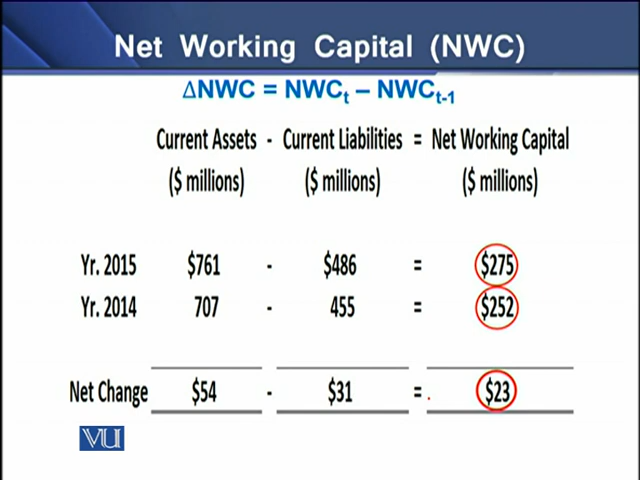 Net Working Capital (NWC)
∆NWC = NWCt – NWCt-1
Current Assets - Current Liabilities = Net Working Capital
($ millions) ($ millions) ($ millions)
Yr. 2015 $761 - $486 = $275
Yr. 2014 707 - 455 = $252
Net Change $54 - $31 = $23
VU